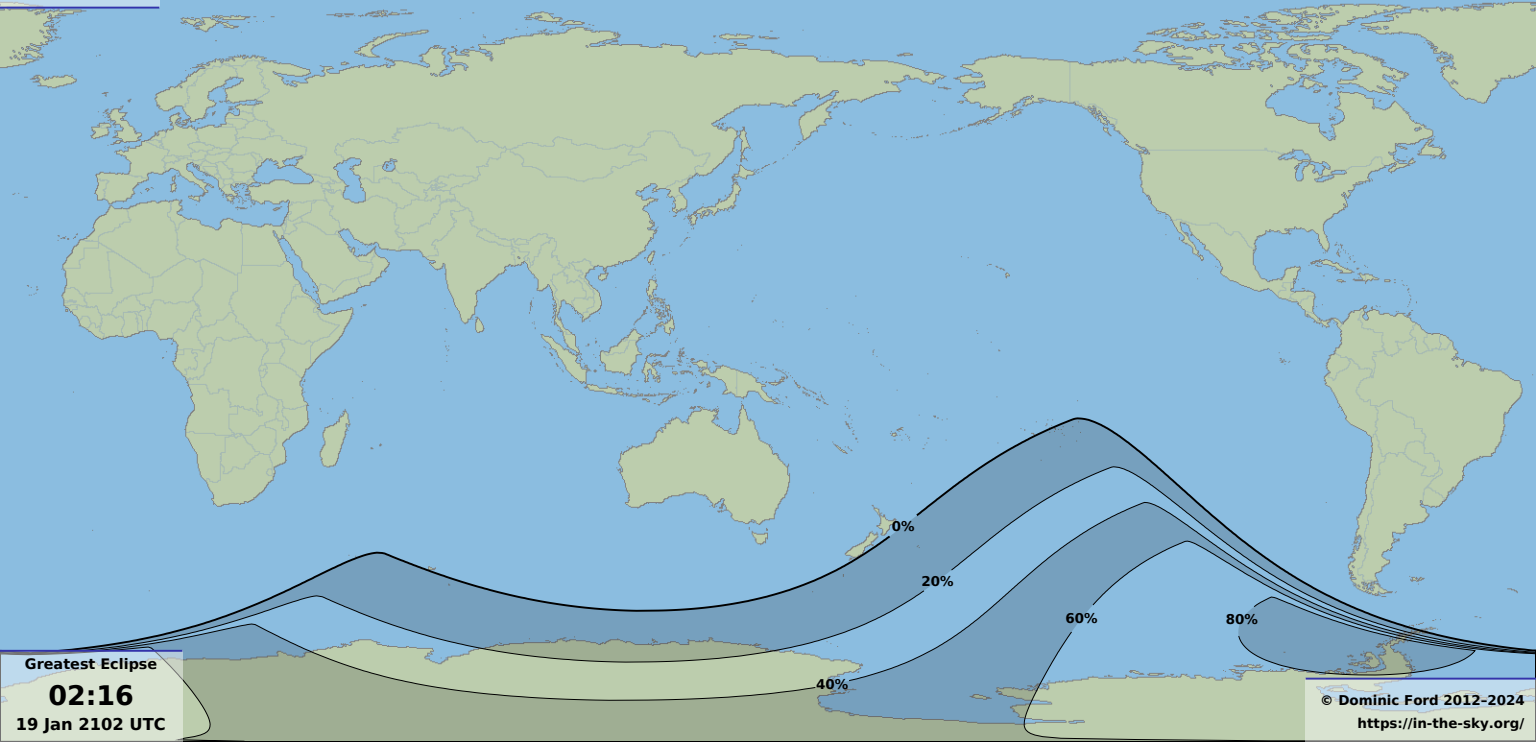 0%
20%
60%
80%
40%
Greatest Eclipse
02:16
19 Jan 2102 UTC
© Dominic Ford 2012–2024
https://in-the-sky.org/